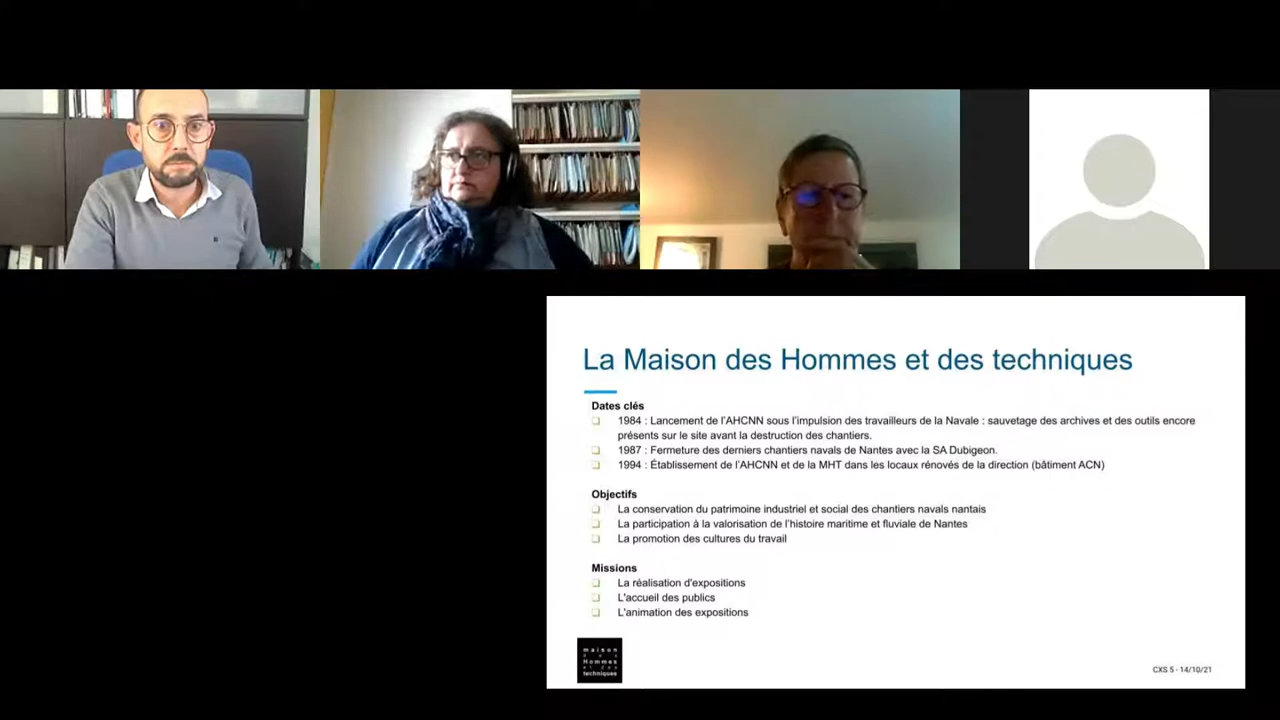 La Maison des Hommes et des techniques
Dates clés
1984 : Lancement de l'AHCNN sous l'impulsion des travailleurs de la Navale : sauvetage des archives et des outils encore
présents sur le site avant la destruction des chantiers.
1987 : Fermeture des derniers chantiers navals de Nantes avec la SA Dubigeon.
1994 : Établissement de l'AHCNN et de la MHT dans les locaux rénovés de la direction (bâtiment ACN)
Objectifs
La conservation du patrimoine industriel et social des chantiers navals nantais
La participation à la valorisation de l'histoire maritime et fluviale de Nantes
La promotion des cultures du travail
Missions
La réalisation d'expositions
L'accueil des publics
L'animation des expositions
maison
des
Hommes
et des
techniques
CXS 5 - 14/10/21